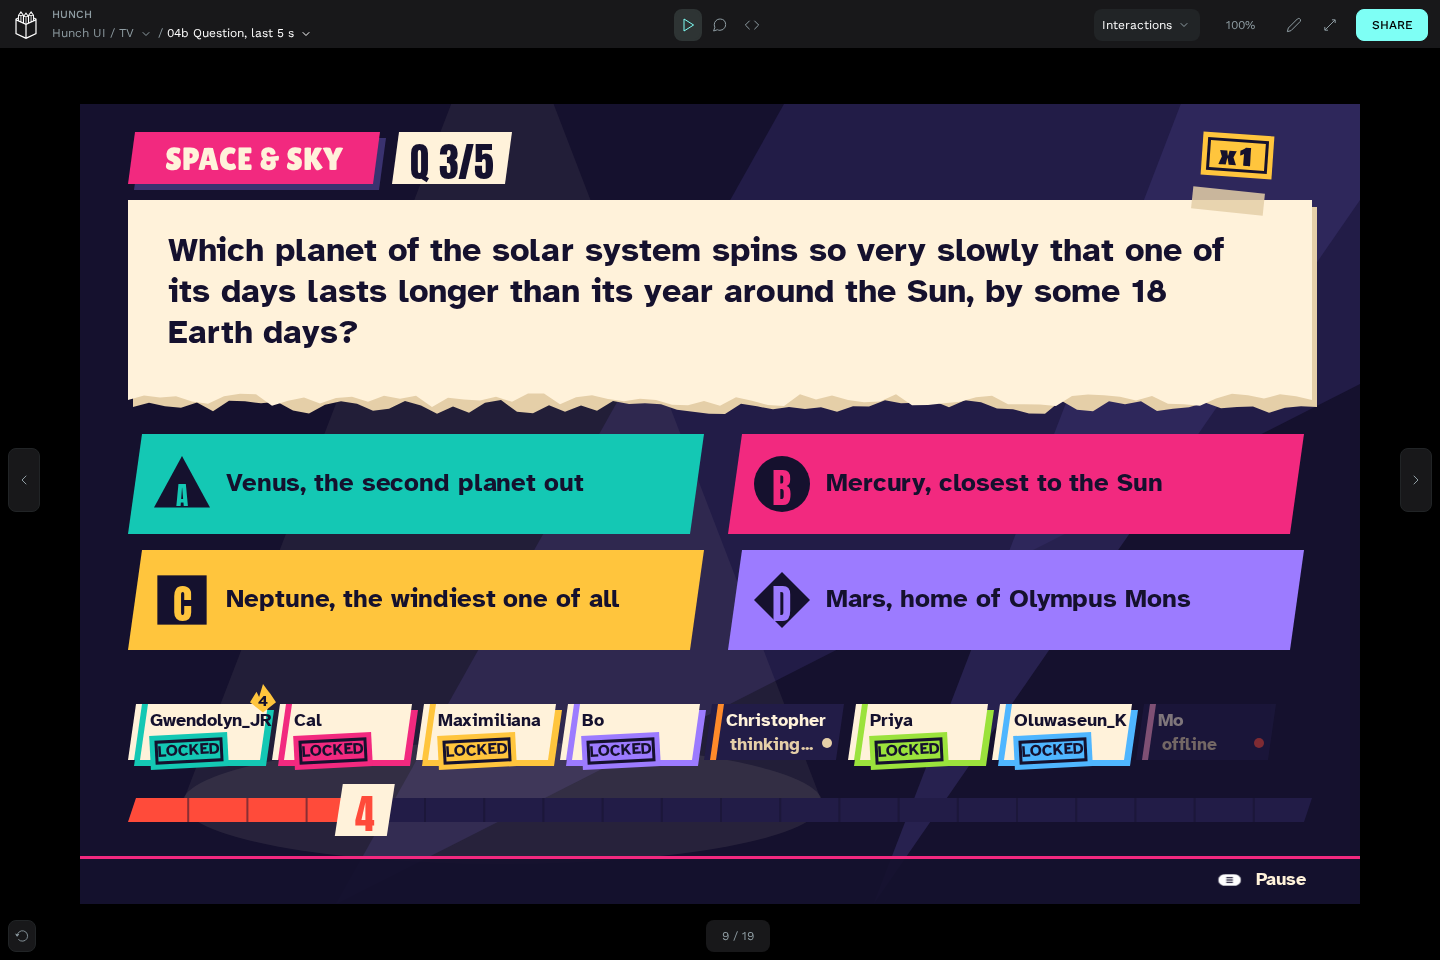 HUNCH
Hunch UI / TV / 04b Question, last 5 s
Interactions
100%
SHARE
SPACE & SKY
Q 3/5
x1
Which planet of the solar system spins so very slowly that one of
its days lasts longer than its year around the Sun, by some 18
Earth days?
A
Venus, the second planet out
B
Mercury, closest to the Sun
C
Neptune, the windiest one of all
D
Mars, home of Olympus Mons
4
Gwendolyn_JR
LOCKED
Cal
LOCKED
Maximiliana
LOCKED
Bo
LOCKED
Christopher
thinking...
Priya
LOCKED
Oluwaseun_K
LOCKED
Mo
offline
4
Pause
9 / 19